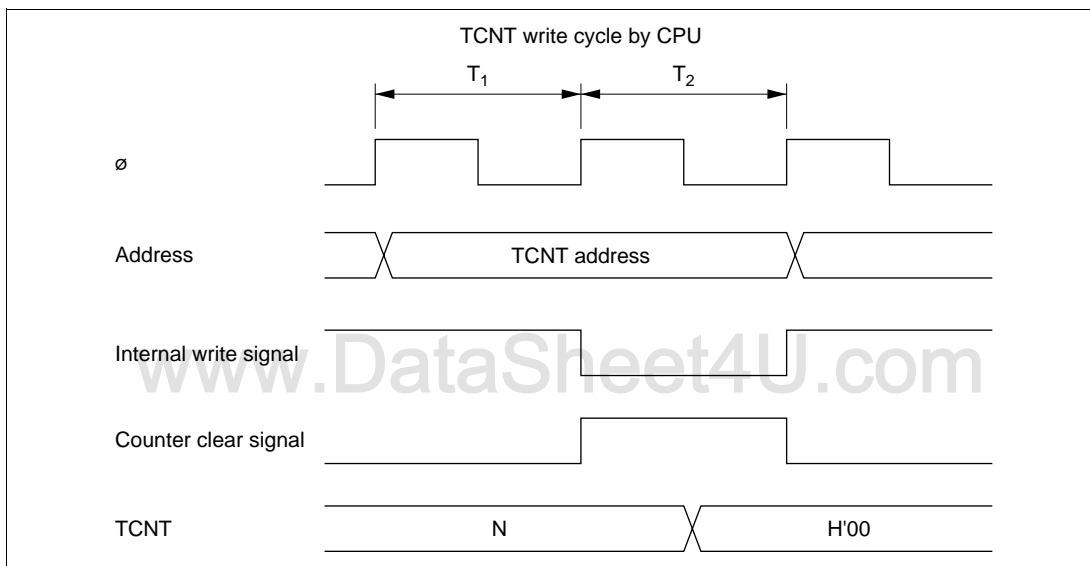 TCNT write cycle by CPU
T₁ T₂
ø
Address TCNT address
Internal write signal
www.DataSheet4U.com
Counter clear signal
TCNT N H'00